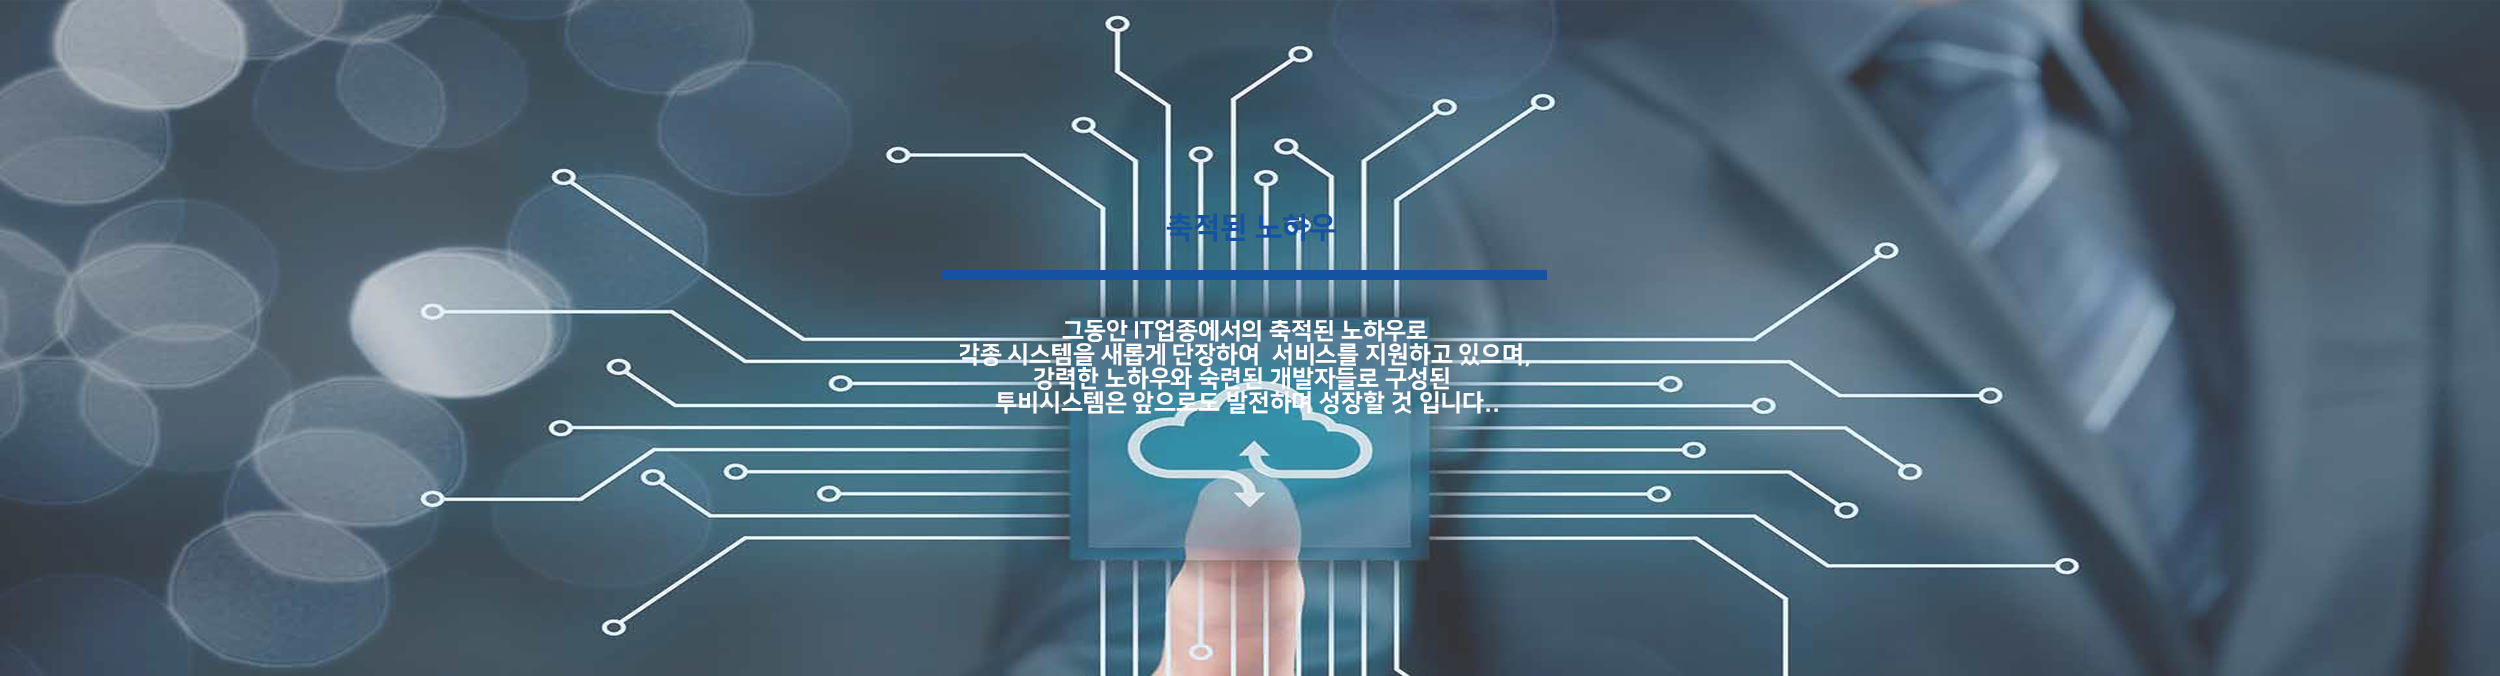 축적된 노하우
그동안 IT업종에서의 축적된 노하우로
각종 시스템을 새롭게 단장하여  서비스를 지원하고 있으며,
강력한 노하우와 숙련된 개발자들로 구성된
투비시스템은 앞으로도 발전하며 성장할 것 입니다..